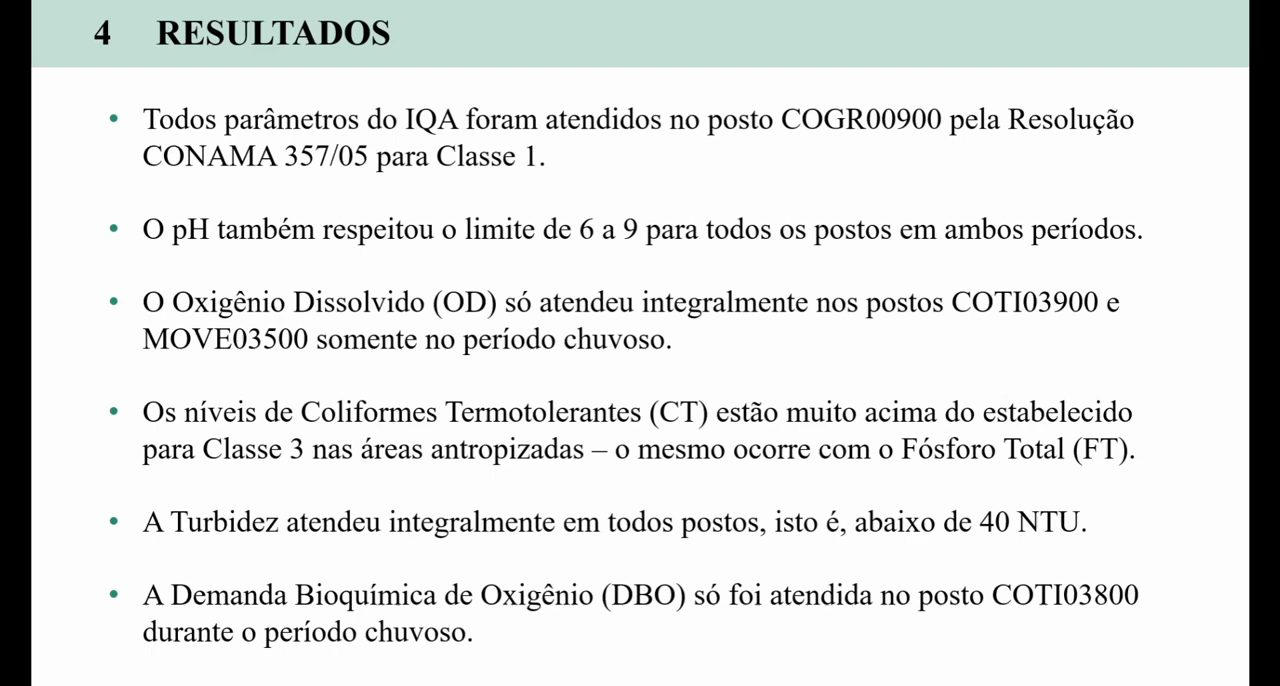 4 RESULTADOS
• Todos parâmetros do IQA foram atendidos no posto COGR00900 pela Resolução
CONAMA 357/05 para Classe 1.
• O pH também respeitou o limite de 6 a 9 para todos os postos em ambos períodos.
• O Oxigênio Dissolvido (OD) só atendeu integralmente nos postos COTI03900 e
MOVE03500 somente no período chuvoso.
• Os níveis de Coliformes Termotolerantes (CT) estão muito acima do estabelecido
para Classe 3 nas áreas antropizadas – o mesmo ocorre com o Fósforo Total (FT).
• A Turbidez atendeu integralmente em todos postos, isto é, abaixo de 40 NTU.
• A Demanda Bioquímica de Oxigênio (DBO) só foi atendida no posto COTI03800
durante o período chuvoso.